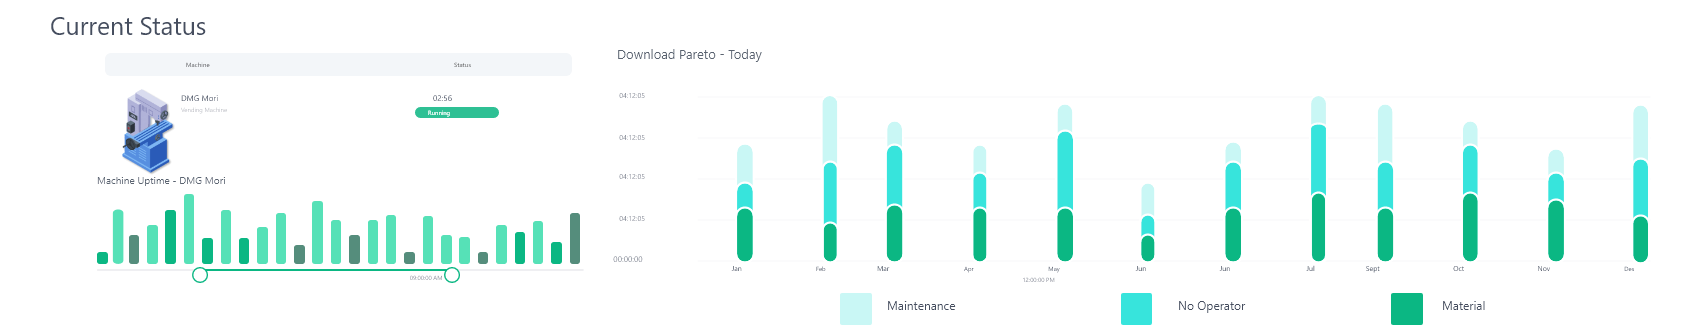 Current Status
Machine Status
DMG Mori 02:56
Vending Machine Running
Machine Uptime - DMG Mori
09:00:00 AM
Download Pareto - Today
04:12:05
04:12:05
04:12:05
04:12:05
00:00:00
Jan Feb Mar Apr May Jun Jun Jul Sept Oct Nov Dec
12:00:00 PM
Maintenance No Operator Material